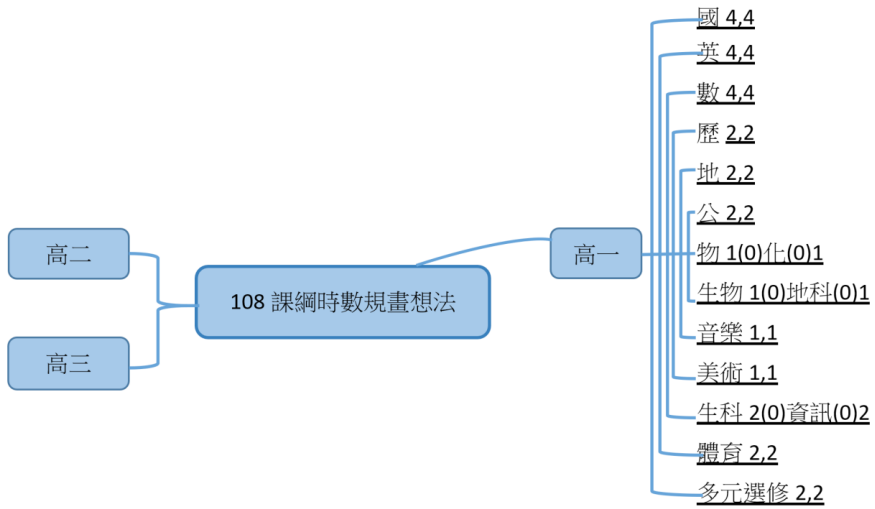 108 課綱時數規畫想法
高一
國 4,4
英 4,4
數 4,4
歷 2,2
地 2,2
公 2,2
物 1(0)化(0)1
生物 1(0)地科(0)1
音樂 1,1
美術 1,1
生科 2(0)資訊(0)2
體育 2,2
多元選修 2,2
高二
高三